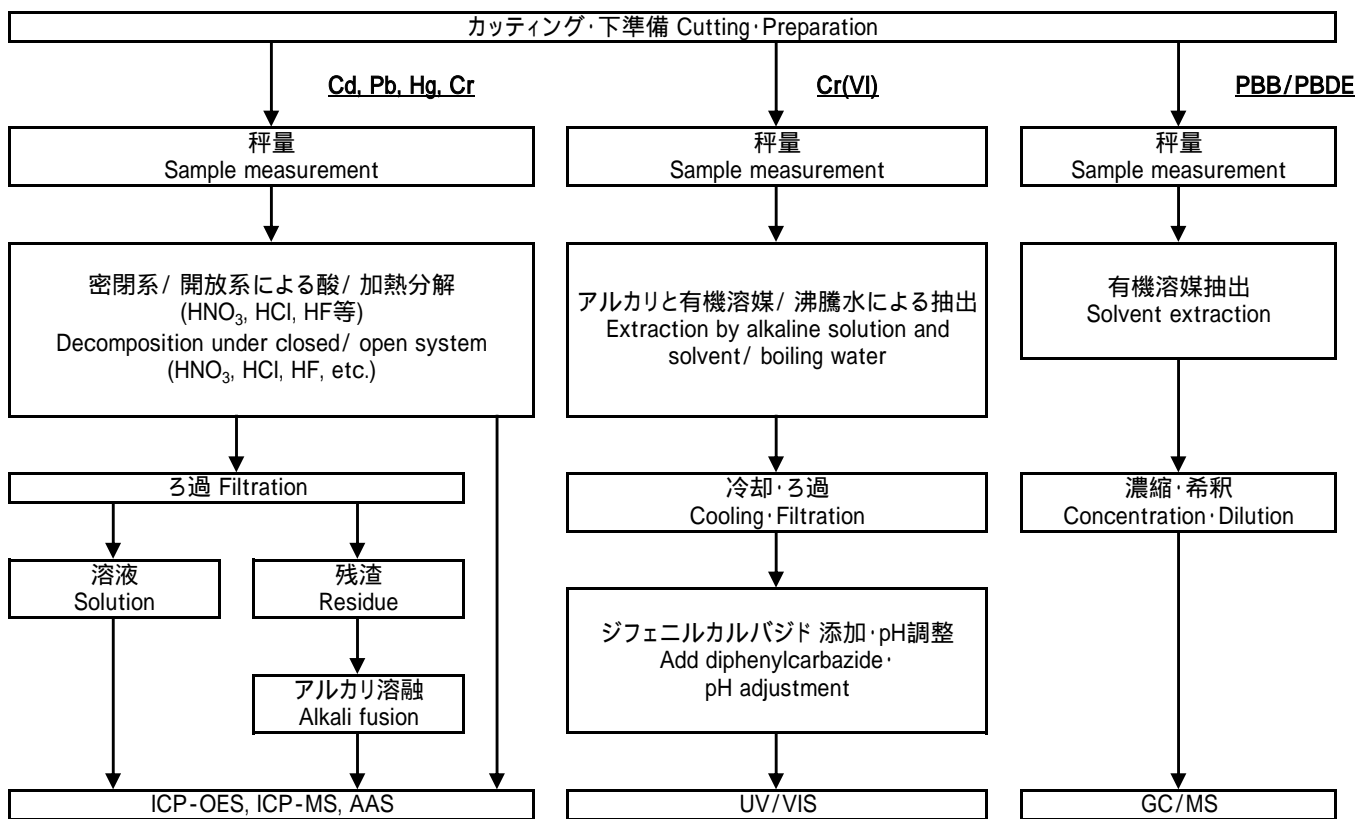 カッティング・下準備 Cutting・Preparation
Cd, Pb, Hg, Cr
Cr(VI)
PBB/PBDE
秤量
Sample measurement
秤量
Sample measurement
秤量
Sample measurement
密閉系/ 開放系による酸/ 加熱分解
(HNO₃, HCl, HF等)
Decomposition under closed/ open system
(HNO₃, HCl, HF, etc.)
アルカリと有機溶媒/ 沸騰水による抽出
Extraction by alkaline solution and
solvent/ boiling water
有機溶媒抽出
Solvent extraction
ろ過 Filtration
冷却・ろ過
Cooling・Filtration
濃縮・希釈
Concentration・Dilution
溶液
Solution
残渣
Residue
アルカリ溶融
Alkali fusion
ジフェニルカルバジド 添加・pH調整
Add diphenylcarbazide・
pH adjustment
ICP-OES, ICP-MS, AAS
UV/VIS
GC/MS